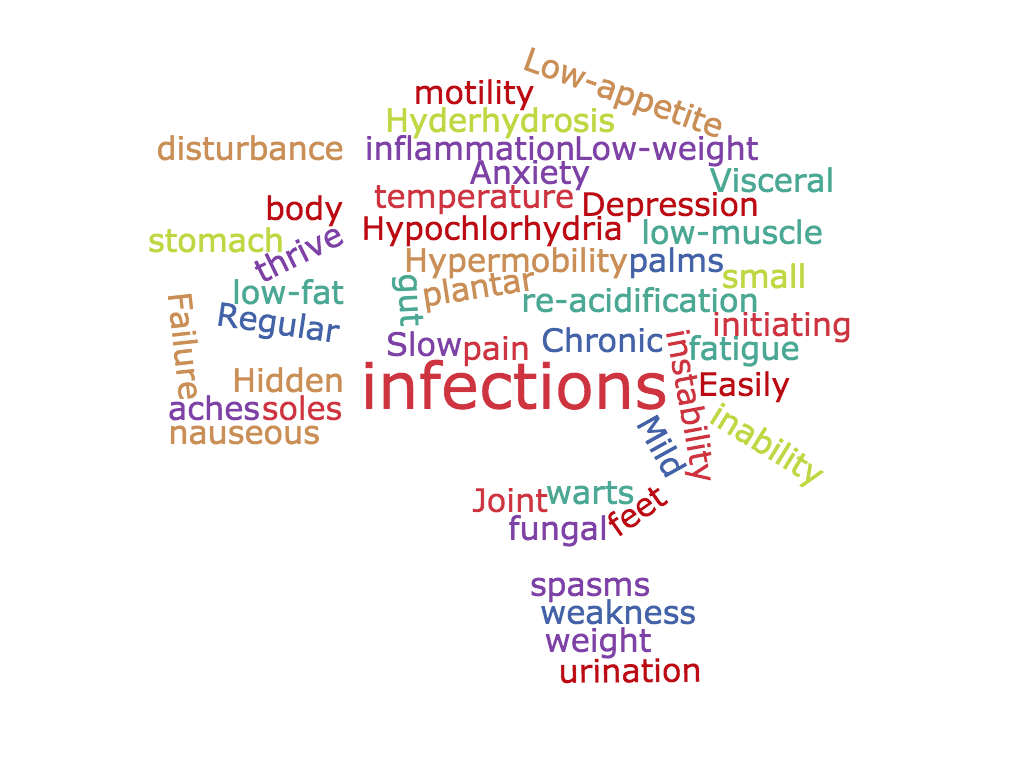 Low-appetite
motility
Hyderhydrosis
disturbance
inflammation
Low-weight
Anxiety
Visceral
temperature
Depression
body
Hypochlorhydria
low-muscle
stomach
thrive
Hypermobility
palms
small
low-fat
gut
plantar
re-acidification
Failure
Regular
initiating
Slow
pain
Chronic
instability
fatigue
Hidden
infections
Easily
aches
soles
nauseous
inability
Mild
Joint
warts
feet
fungal
spasms
weakness
weight
urination